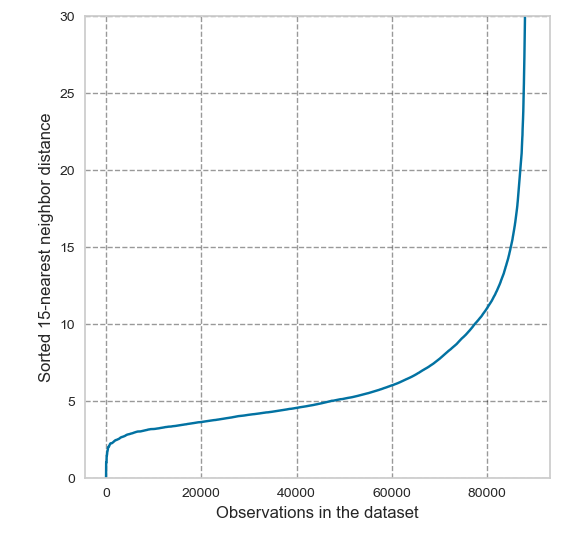 30
25
20
15
10
5
0
Sorted 15-nearest neighbor distance
0 20000 40000 60000 80000
Observations in the dataset